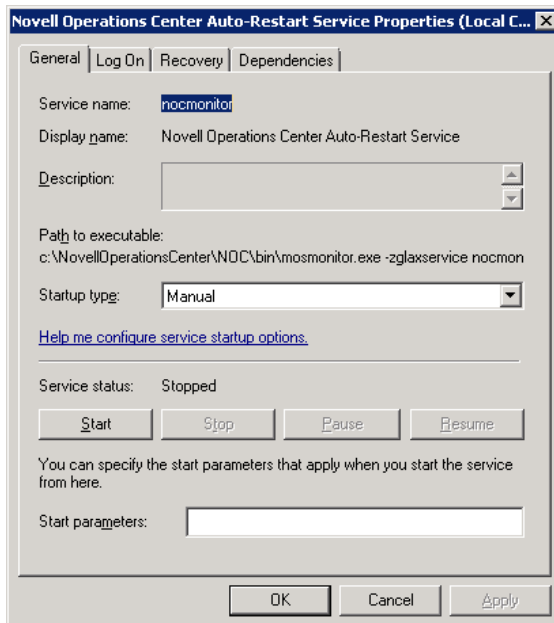 Novell Operations Center Auto-Restart Service Properties (Local C...
General Log On Recovery Dependencies
Service name: nocmonitor
Display name: Novell Operations Center Auto-Restart Service
Description:
Path to executable:
c:\NovellOperationsCenter\NOC\bin\mosmonitor.exe -zglaxservice nocmon
Startup type: Manual
Help me configure service startup options.
Service status: Stopped
Start Stop Pause Resume
You can specify the start parameters that apply when you start the service
from here.
Start parameters:
OK Cancel Apply